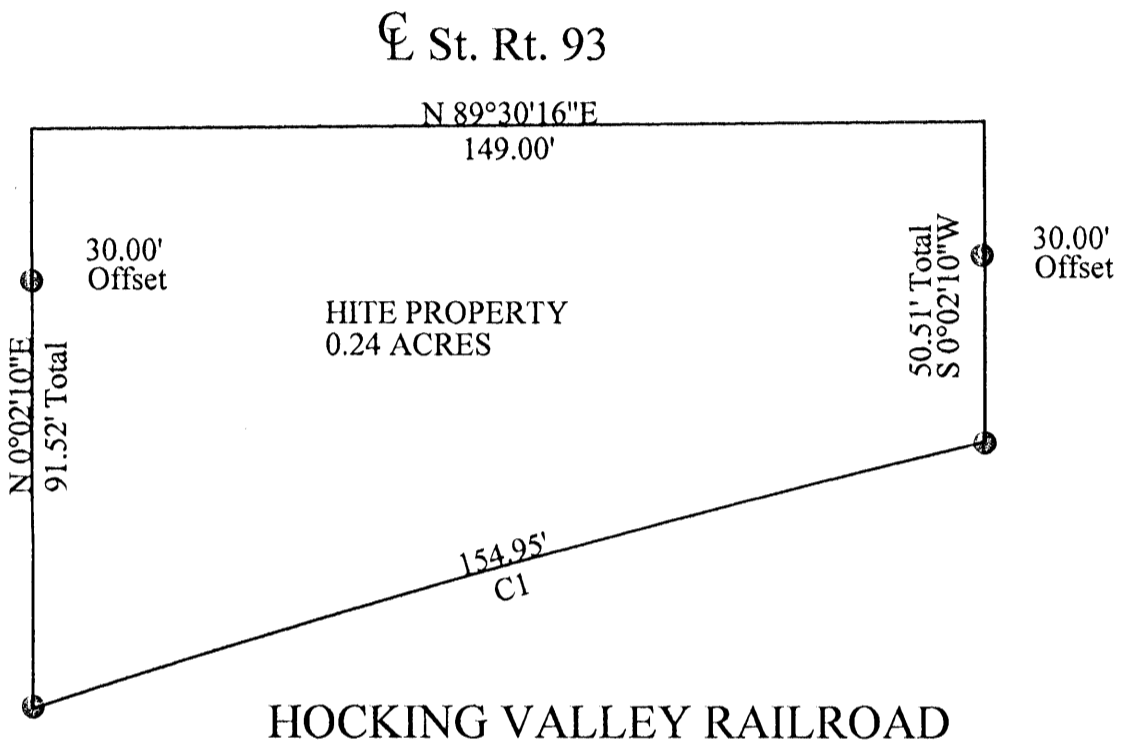 ℄ St. Rt. 93
N 89°30'16"E
149.00'
30.00'
Offset
30.00'
Offset
HITE PROPERTY
0.24 ACRES
50.51' Total
S 0°02'10"W
N 0°02'10"E
91.52' Total
154.95'
C1
HOCKING VALLEY RAILROAD